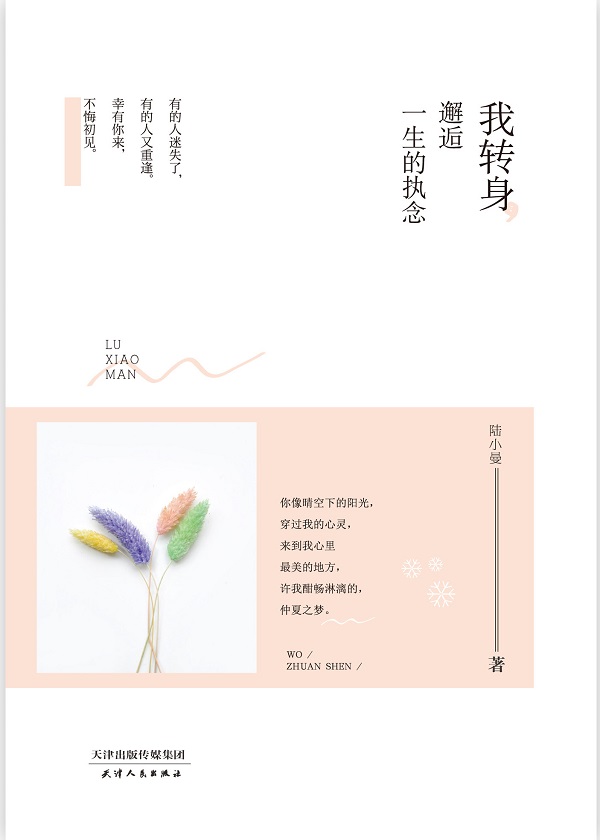 我转身，
邂逅
一生的执念
有的人迷失了，
有的人又重逢。
幸有你来，
不悔初见。
LU
XIAO
MAN
陆小曼
著
你像晴空下的阳光，
穿过我的心灵，
来到我心里
最美的地方，
许我酣畅淋漓的，
仲夏之梦。
WO /
ZHUAN SHEN /
天津出版传媒集团
天津人民出版社